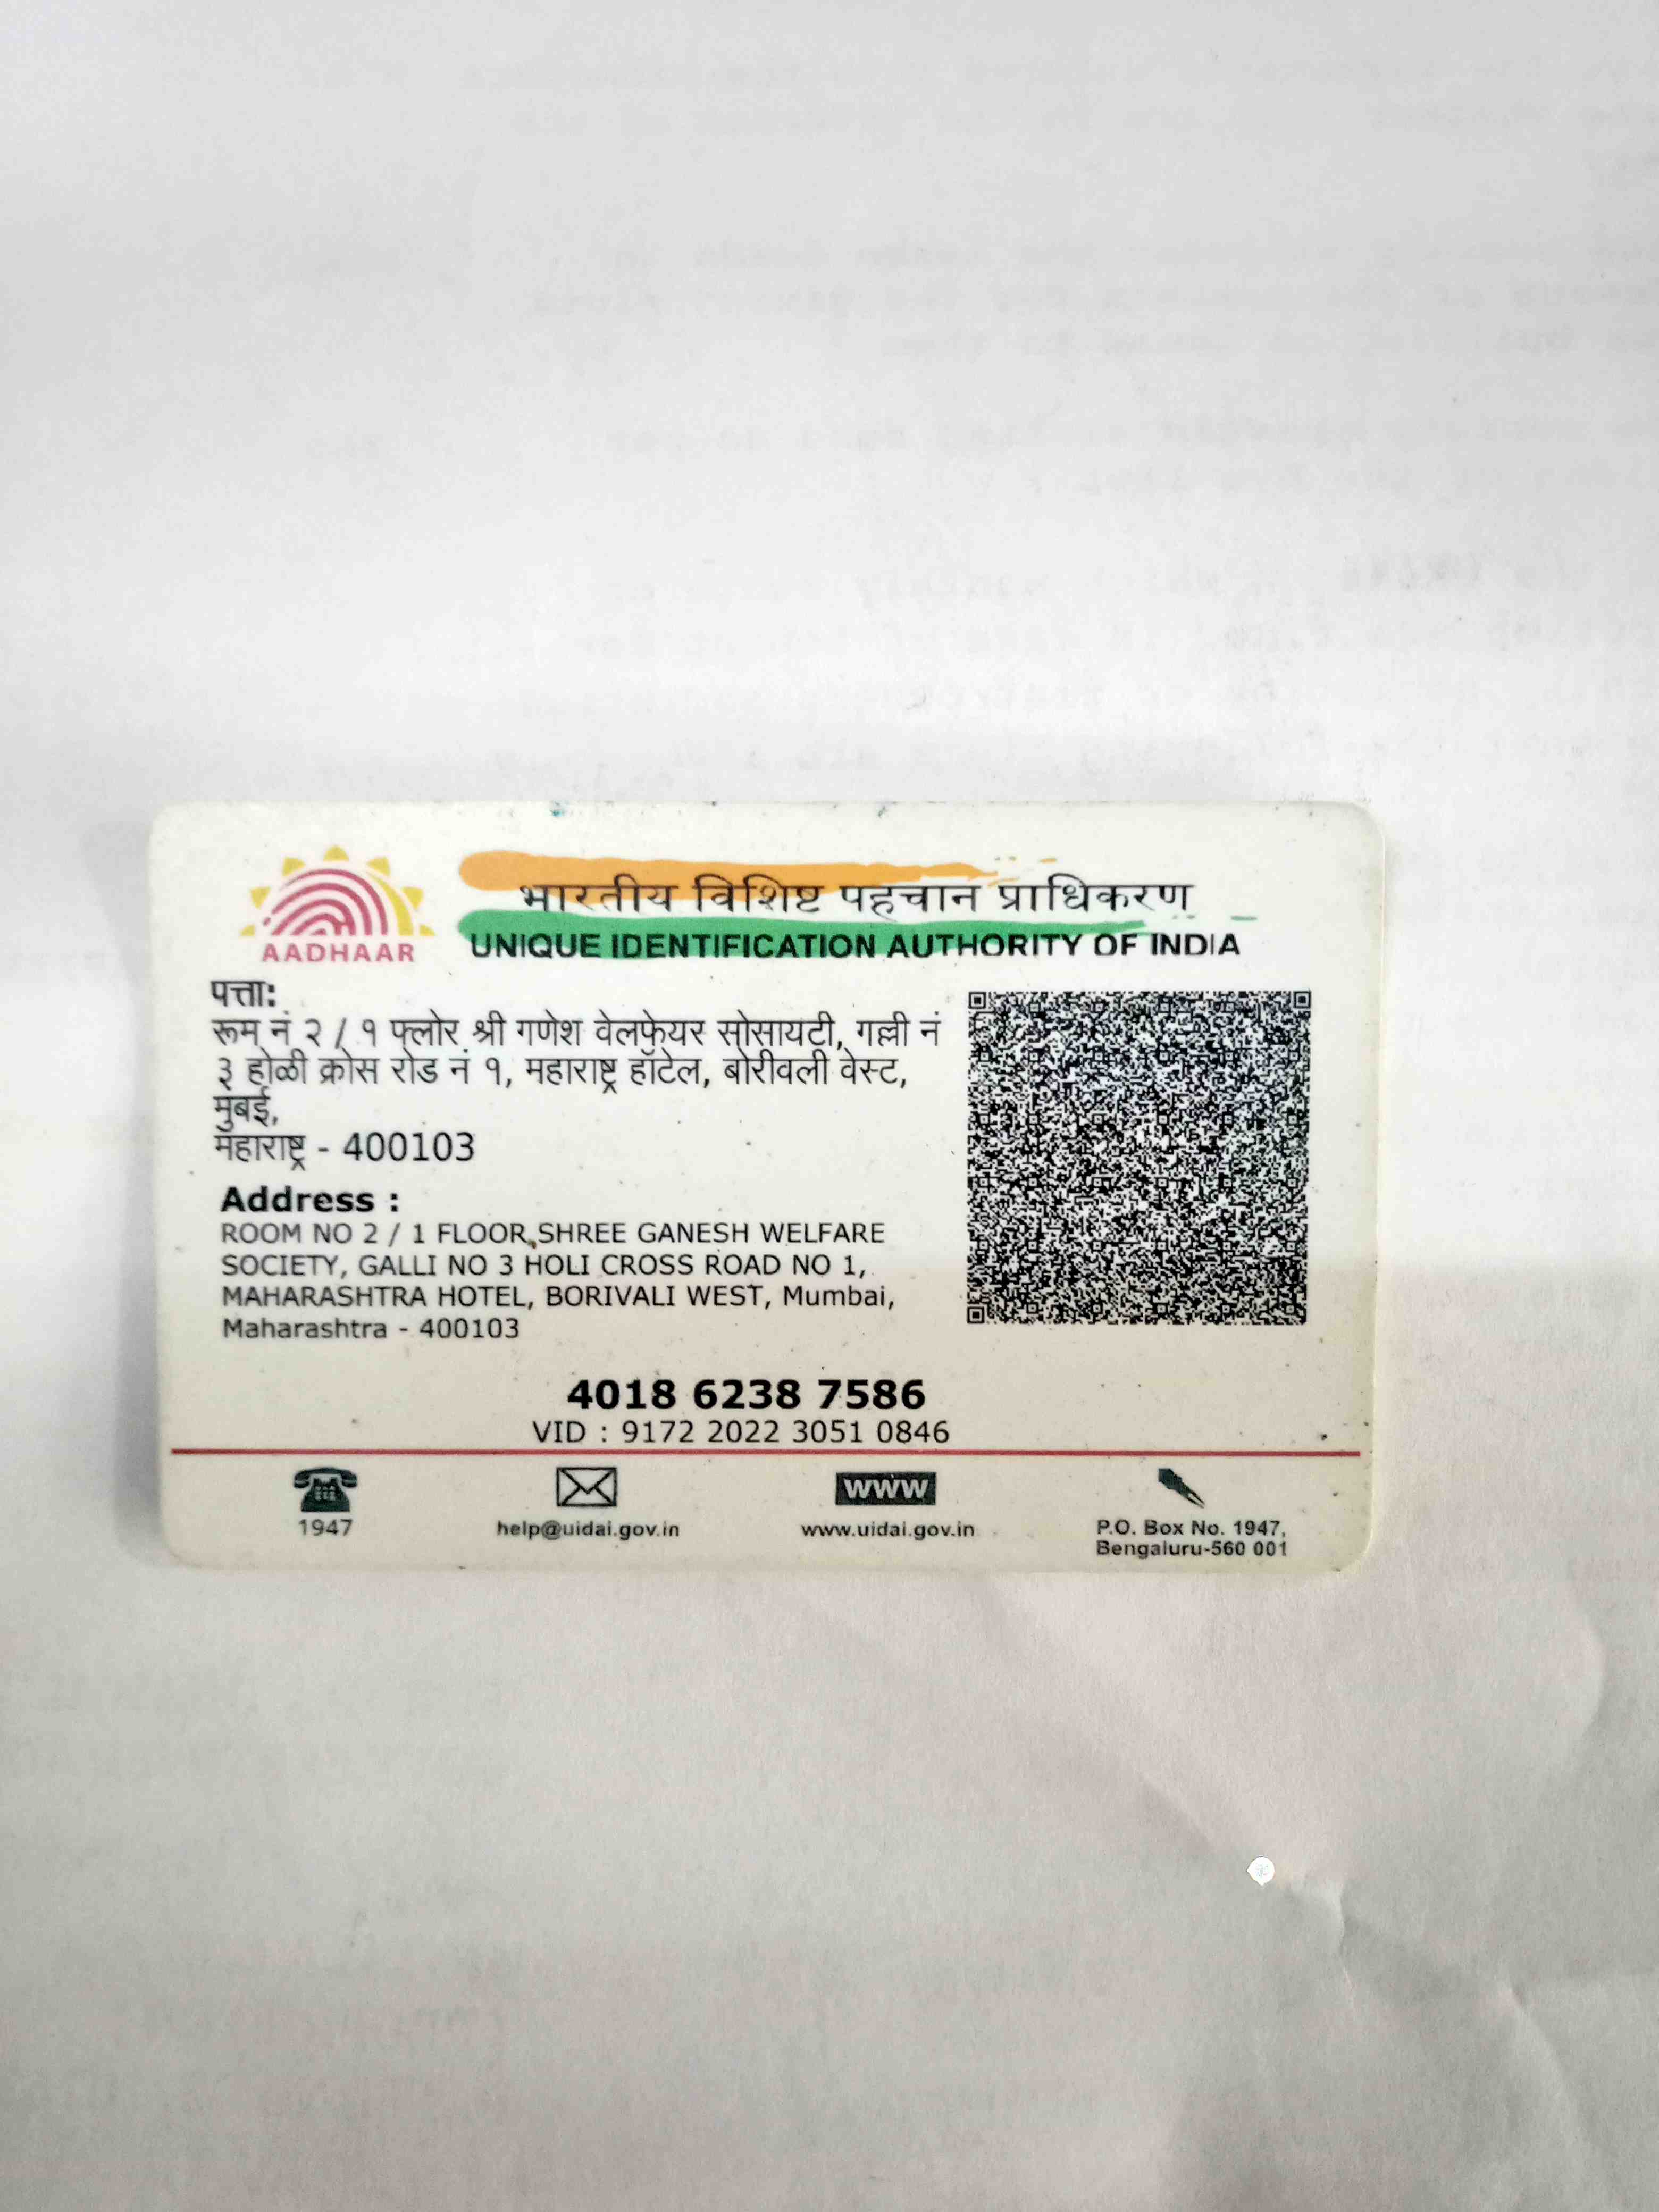 AADHAAR
भारतीय विशिष्ट पहचान प्राधिकरण
UNIQUE IDENTIFICATION AUTHORITY OF INDIA
पत्ता:
रूम नं २ / १ फ्लोर श्री गणेश वेलफेयर सोसायटी, गल्ली नं
३ होळी क्रोस रोड नं १, महाराष्ट्र हॉटेल, बोरीवली वेस्ट,
मुंबई,
महाराष्ट्र - 400103
Address :
ROOM NO 2 / 1 FLOOR,SHREE GANESH WELFARE
SOCIETY, GALLI NO 3 HOLI CROSS ROAD NO 1,
MAHARASHTRA HOTEL, BORIVALI WEST, Mumbai,
Maharashtra - 400103
4018 6238 7586
VID : 9172 2022 3051 0846
1947
help@uidai.gov.in
www
www.uidai.gov.in
P.O. Box No. 1947,
Bengaluru-560 001